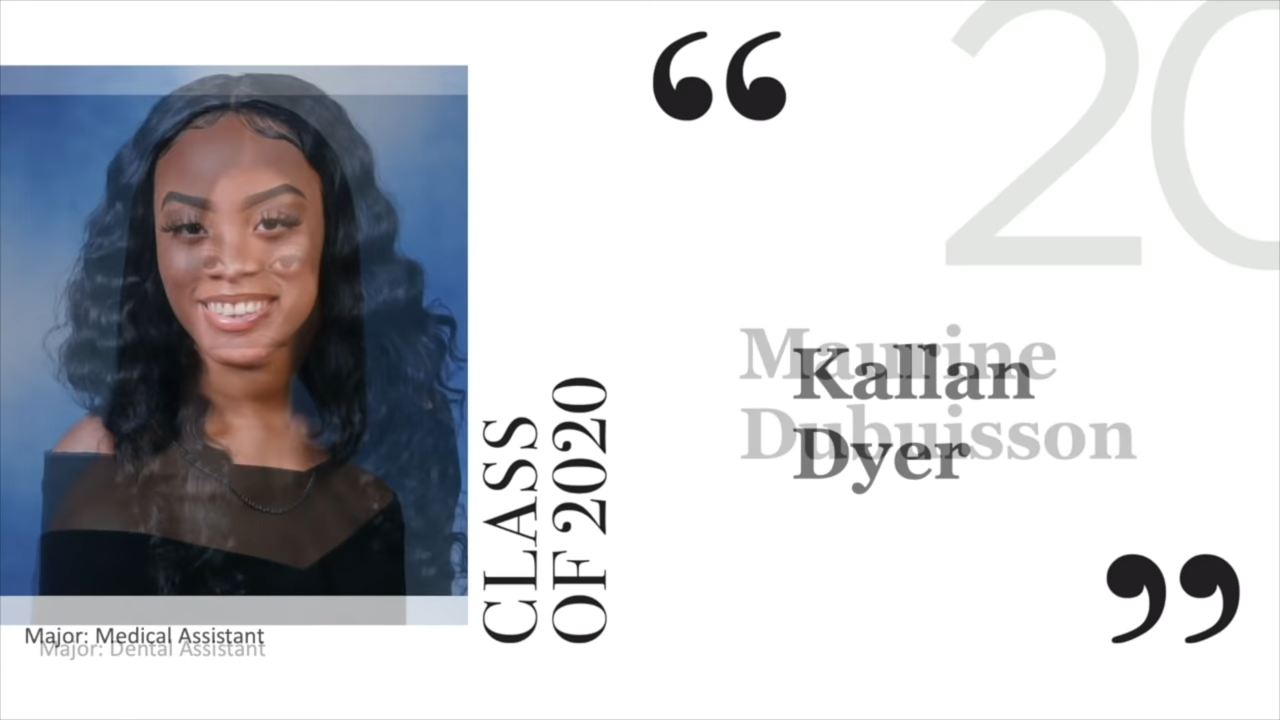 “
20
CLASS
OF 2020
Maurine
Dubuisson
Kallan
Dyer
”
Major: Medical Assistant
Major: Dental Assistant